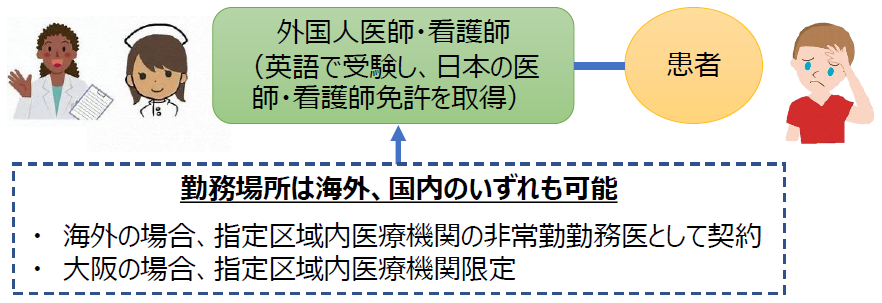 外国人医師・看護師
（英語で受験し、日本の医
師・看護師免許を取得）
患者
勤務場所は海外、国内のいずれも可能
・ 海外の場合、指定区域内医療機関の非常勤勤務医として契約
・ 大阪の場合、指定区域内医療機関限定